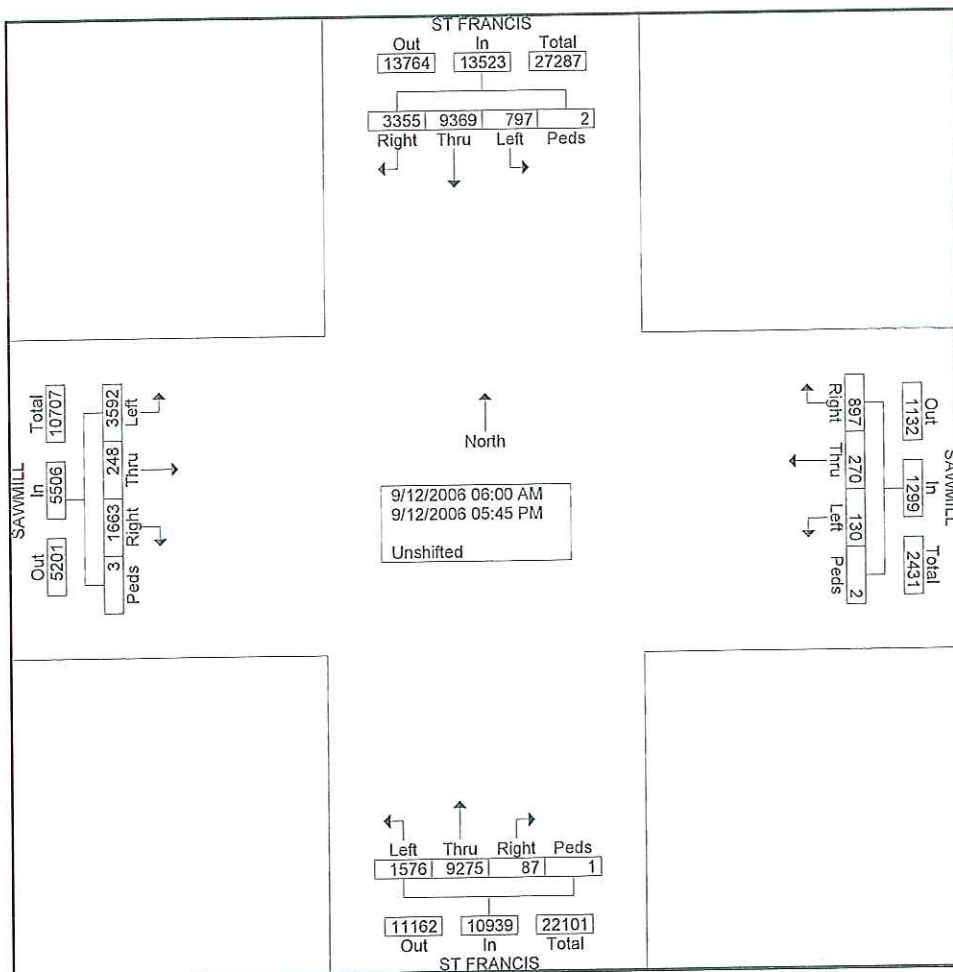 ST FRANCIS
Out In Total
13764 13523 27287
3355 9369 797 2
Right Thru Left Peds
SAWMILL
Total In Out
10707 5506 5201
3592 248 1663 3
Left Thru Right Peds
North
9/12/2006 06:00 AM
9/12/2006 05:45 PM
Unshifted
Right Thru Left Peds
897 270 130 2
Out In Total
1132 1299 2431
SAWMILL
Left Thru Right Peds
1576 9275 87 1
11162 10939 22101
Out In Total
ST FRANCIS